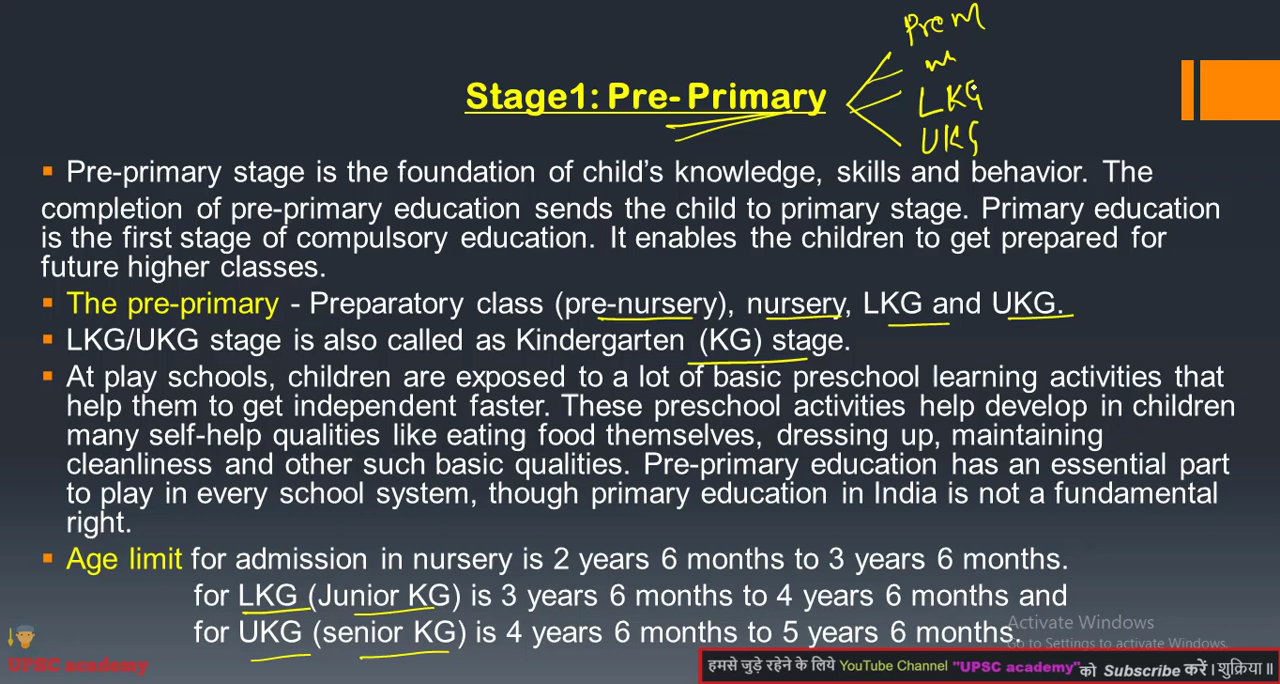 Pre N
N
LKG
UKG
Stage1: Pre- Primary
▪ Pre-primary stage is the foundation of child’s knowledge, skills and behavior. The
completion of pre-primary education sends the child to primary stage. Primary education
is the first stage of compulsory education. It enables the children to get prepared for
future higher classes.
▪ The pre-primary - Preparatory class (pre-nursery), nursery, LKG and UKG.
▪ LKG/UKG stage is also called as Kindergarten (KG) stage.
▪ At play schools, children are exposed to a lot of basic preschool learning activities that
help them to get independent faster. These preschool activities help develop in children
many self-help qualities like eating food themselves, dressing up, maintaining
cleanliness and other such basic qualities. Pre-primary education has an essential part
to play in every school system, though primary education in India is not a fundamental
right.
▪ Age limit for admission in nursery is 2 years 6 months to 3 years 6 months.
for LKG (Junior KG) is 3 years 6 months to 4 years 6 months and
for UKG (senior KG) is 4 years 6 months to 5 years 6 months.
Activate Windows
Go to Settings to activate Windows.
UPSC academy
हमसे जुड़े रहेने के लिये YouTube Channel "UPSC academy" को Subscribe करें | शुक्रिया ||